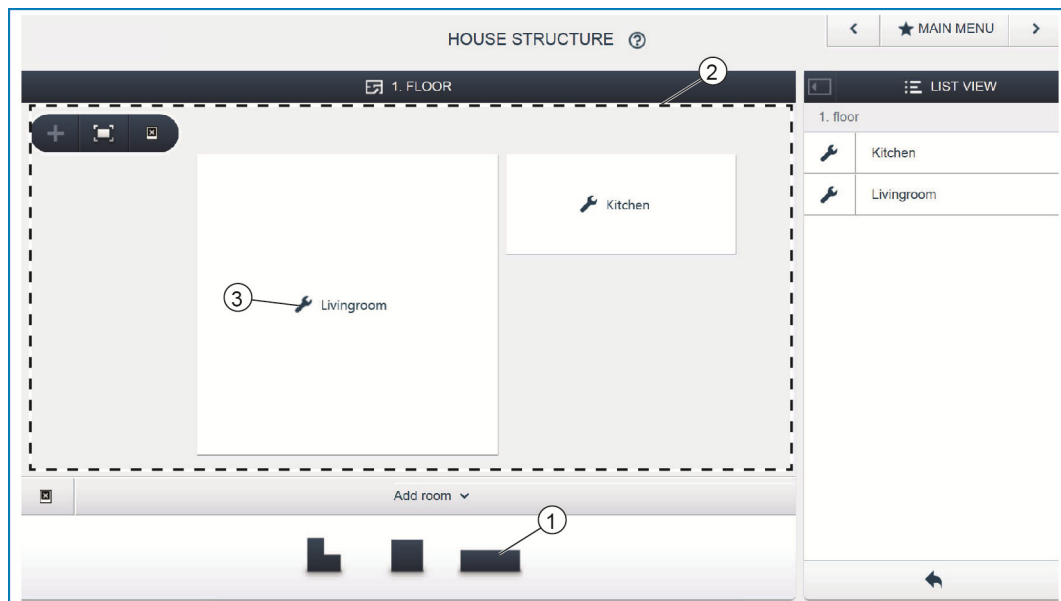 HOUSE STRUCTURE ?
MAIN MENU
2
1. FLOOR
LIST VIEW
1. floor
Kitchen
Livingroom
Kitchen
3
Livingroom
Add room
1